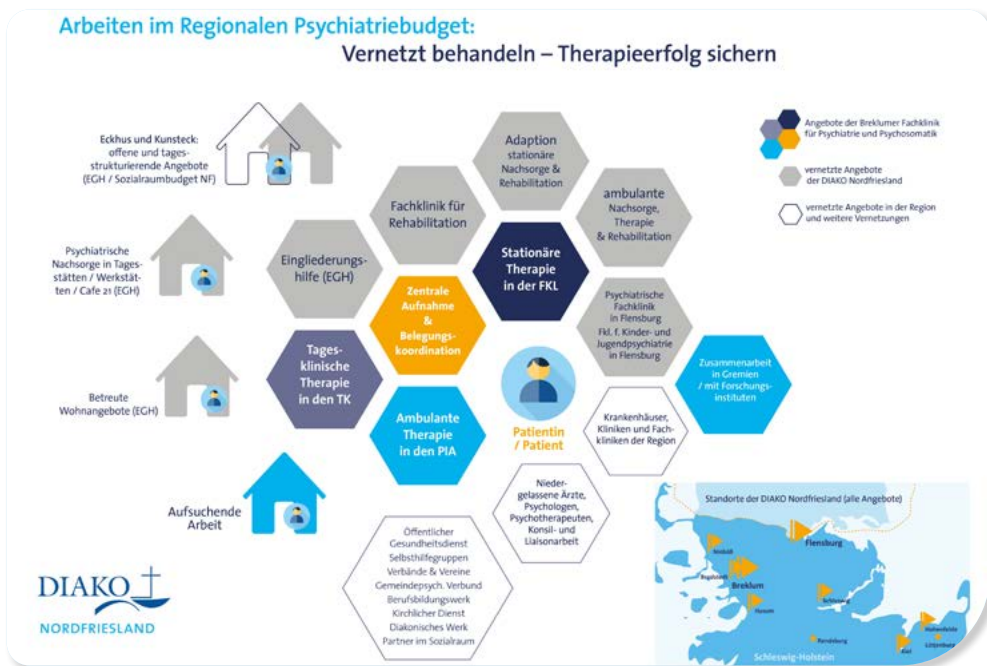 Arbeiten im Regionalen Psychiatriebudget:
Vernetzt behandeln – Therapieerfolg sichern
Eckhus und Kunsteck:
offene und tages-
strukturierende Angebote
(EGH / Sozialraumbudget NF)
Adaption
stationäre
Nachsorge &
Rehabilitation
Angebote der Breklumer Fachklinik
für Psychiatrie und Psychosomatik
vernetzte Angebote
der DIAKO Nordfriesland
vernetzte Angebote in der Region
und weitere Vernetzungen
Fachklinik für
Rehabilitation
ambulante
Nachsorge,
Therapie
& Rehabilitation
Psychiatrische
Nachsorge in Tages-
stätten / Werkstät-
ten / Cafe 21 (EGH)
Eingliederungs-
hilfe (EGH)
Stationäre
Therapie
in der FKL
Zentrale
Aufnahme
&
Belegungs-
koordination
Psychiatrische
Fachklinik
in Flensburg
Fkl. f. Kinder- und
Jugendpsychiatrie
in Flensburg
Tages-
klinische
Therapie
in den TK
Zusammenarbeit
in Gremien
/ mit Forschungs-
instituten
Betreute
Wohnangebote (EGH)
Ambulante
Therapie
in den PIA
Patientin
/ Patient
Krankenhäuser,
Kliniken und Fach-
kliniken der Region
Aufsuchende
Arbeit
Nieder-
gelassene Ärzte,
Psychologen,
Psychotherapeuten,
Konsil- und
Liaisonarbeit
Öffentlicher
Gesundheitsdienst
Selbsthilfegruppen
Verbände & Vereine
Gemeindepsych. Verbund
Berufsbildungswerk
Kirchlicher Dienst
Diakonisches Werk
Partner im Sozialraum
DIAKO
NORDFRIESLAND
Standorte der DIAKO Nordfriesland (alle Angebote)
Flensburg
Niebüll
Breklum
Husum
Schleswig
Rendsburg
Hohenfelde
Kiel
Schleswig-Holstein